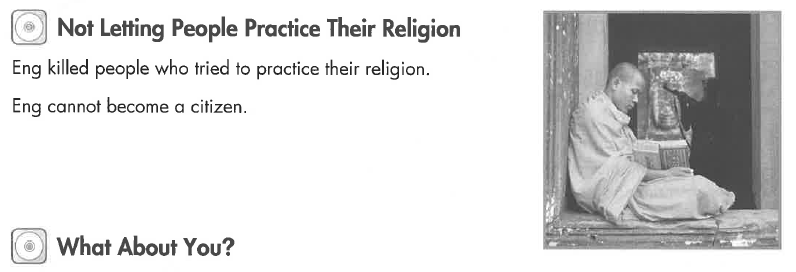 Not Letting People Practice Their Religion
Eng killed people who tried to practice their religion.
Eng cannot become a citizen.
What About You?